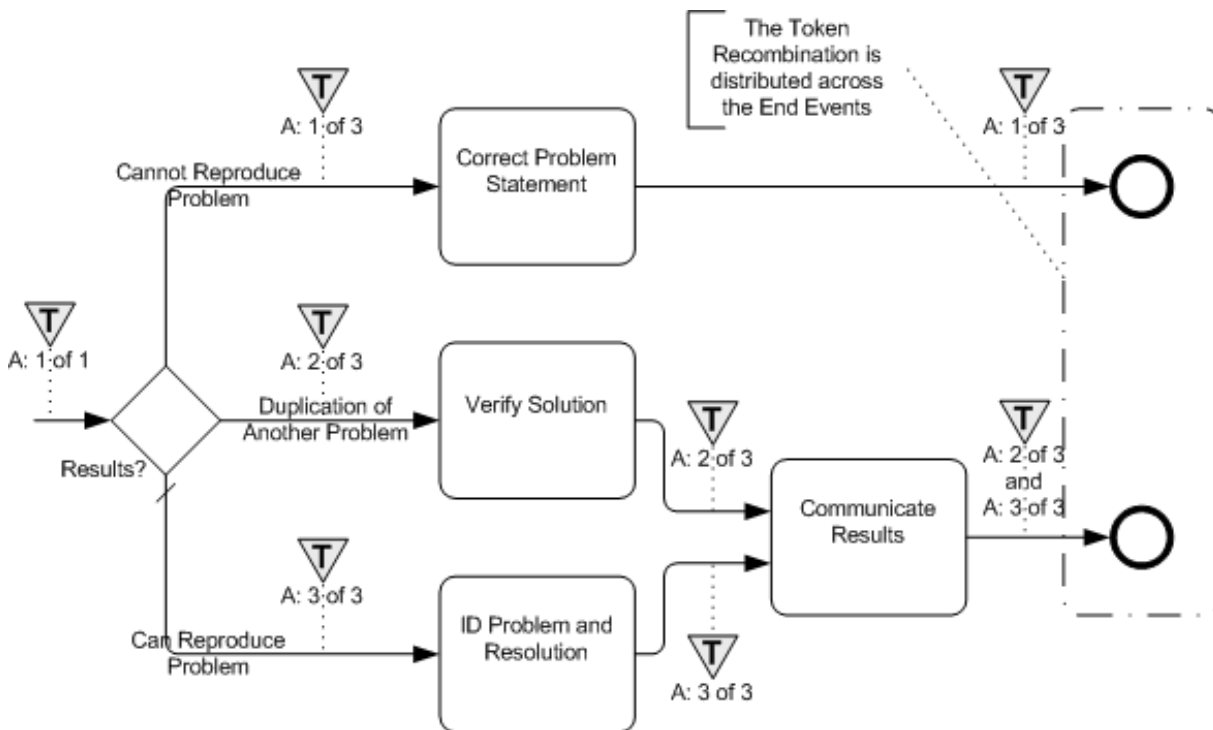 The Token
Recombination is
distributed across
the End Events
T
A: 1 of 3
T
A: 1 of 3
Cannot Reproduce
Problem
Correct Problem
Statement
T
A: 1 of 1
T
A: 2 of 3
Duplication of
Another Problem
Verify Solution
Results?
T
A: 2 of 3
T
A: 2 of 3
and
A: 3 of 3
Communicate
Results
T
A: 3 of 3
Can Reproduce
Problem
ID Problem and
Resolution
T
A: 3 of 3